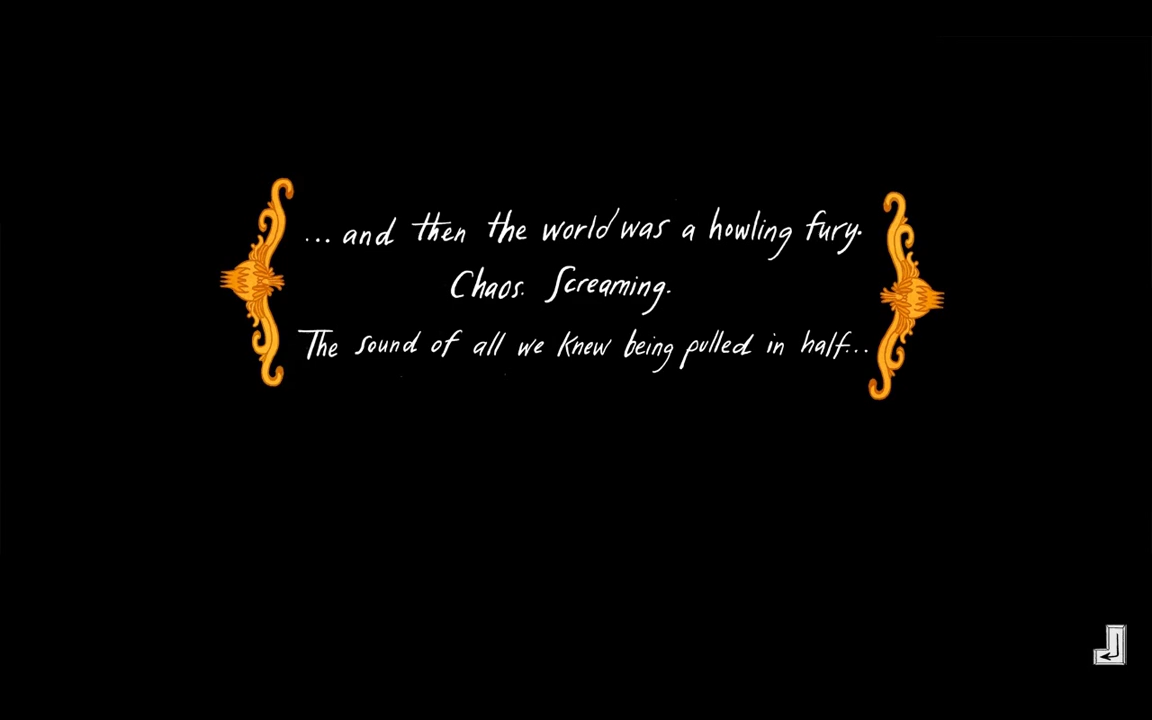 ...and then the world was a howling fury.
Chaos. Screaming.
The sound of all we knew being pulled in half...